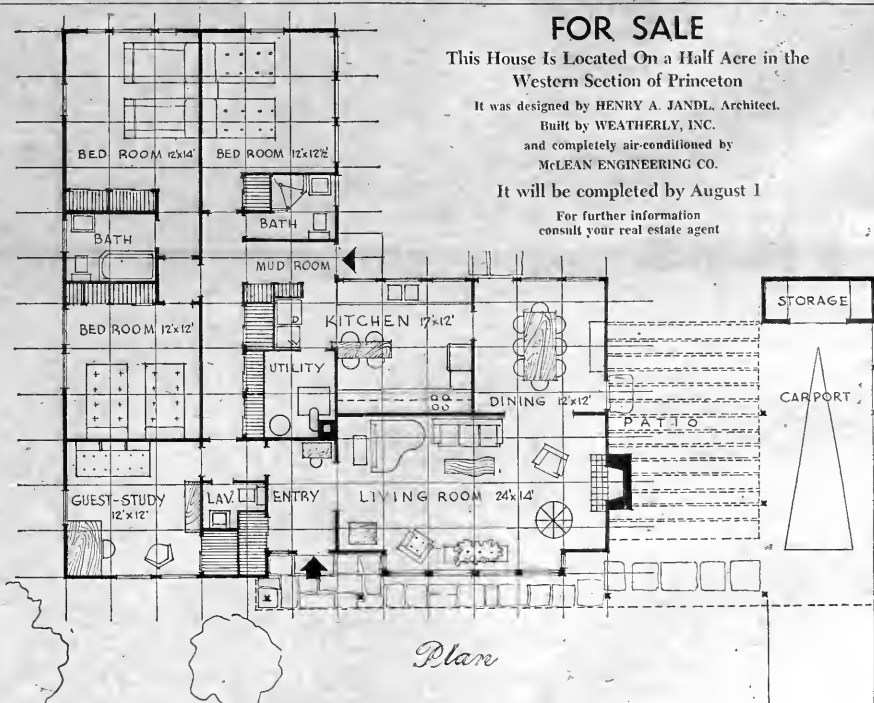 FOR SALE
This House Is Located On a Half Acre in the
Western Section of Princeton
It was designed by HENRY A. JANDL, Architect.
Built by WEATHERLY, INC.
and completely air-conditioned by
McLEAN ENGINEERING CO.
It will be completed by August 1
For further information
consult your real estate agent
BED ROOM 12'x14'
BED ROOM 12'x12½'
BATH
BATH
MUD ROOM
STORAGE
BED ROOM 12'x12'
KITCHEN 17'x12'
D
W
UTILITY
DINING 12'x12'
CARPORT
PATIO
GUEST-STUDY
12'x12'
LAV.
ENTRY
LIVING ROOM 24'x14'
Plan